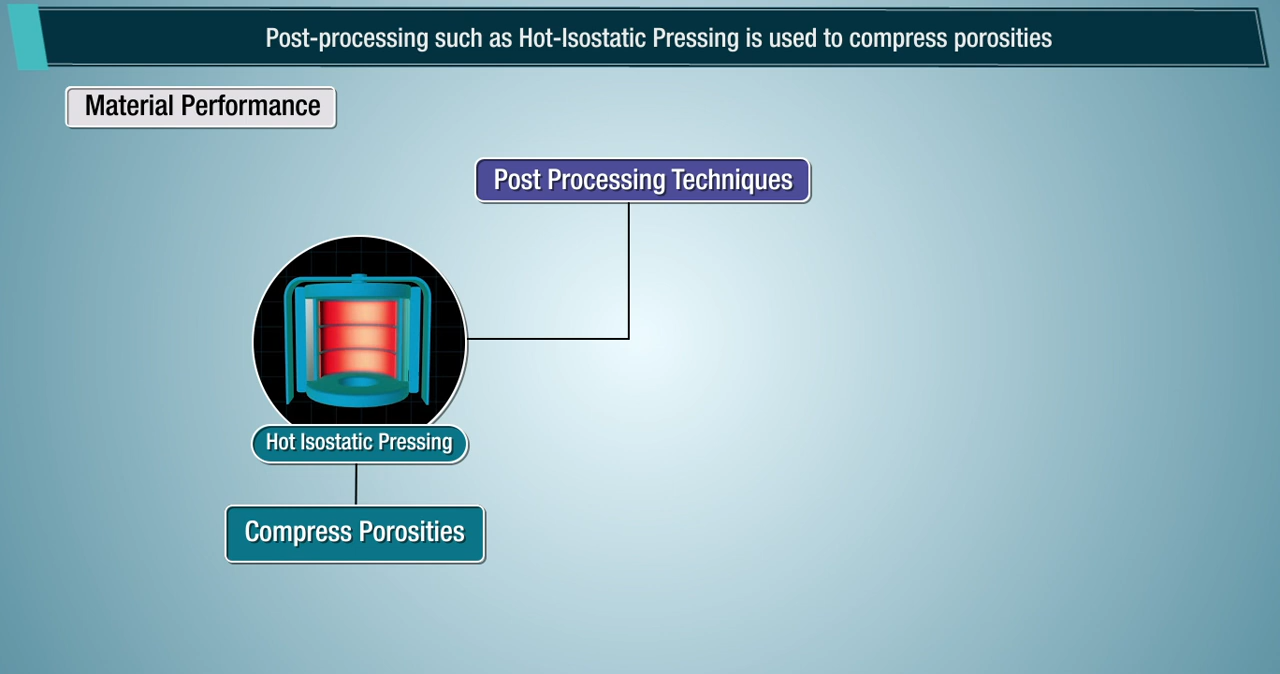 Post-processing such as Hot-Isostatic Pressing is used to compress porosities
Material Performance
Post Processing Techniques
Hot Isostatic Pressing
Compress Porosities